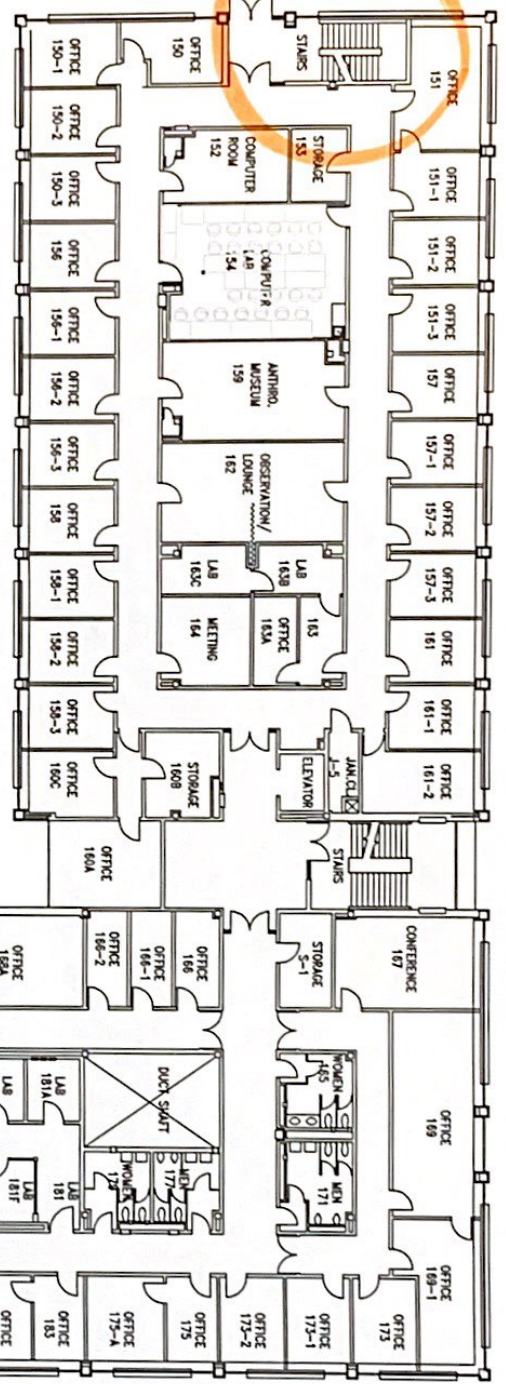 OFFICE
150-1
OFFICE
150
STAIRS
OFFICE
151
OFFICE
150-2
COMPUTER
ROOM
152
STORAGE
153
OFFICE
151-1
OFFICE
150-3
OFFICE
151-2
OFFICE
156
COMPUTER
LAB
154
OFFICE
151-3
OFFICE
156-1
OFFICE
156-2
ANTHRO.
MUSEUM
159
OFFICE
157
OFFICE
156-3
OBSERVATION/
LOUNGE
162
OFFICE
157-1
OFFICE
158
OFFICE
157-2
OFFICE
158-1
LAB
163C
LAB
163B
OFFICE
157-3
OFFICE
158-2
MEETING
164
OFFICE
163A
163
OFFICE
161
OFFICE
158-3
OFFICE
161-1
OFFICE
160C
STORAGE
160B
ELEVATOR
JAN.CL.
J-5
OFFICE
161-2
OFFICE
160A
STAIRS
OFFICE
168A
OFFICE
166-2
OFFICE
166-1
OFFICE
166
STORAGE
S-1
CONFERENCE
167
LAB
LAB
181A
DUCT SHAFT
WOMEN
165
OFFICE
169
LAB
181F
LAB
181
WOMEN
MEN
177
MEN
171
OFFICE
169-1
OFFICE
OFFICE
183
OFFICE
175-A
OFFICE
175
OFFICE
173-2
OFFICE
173-1
OFFICE
173